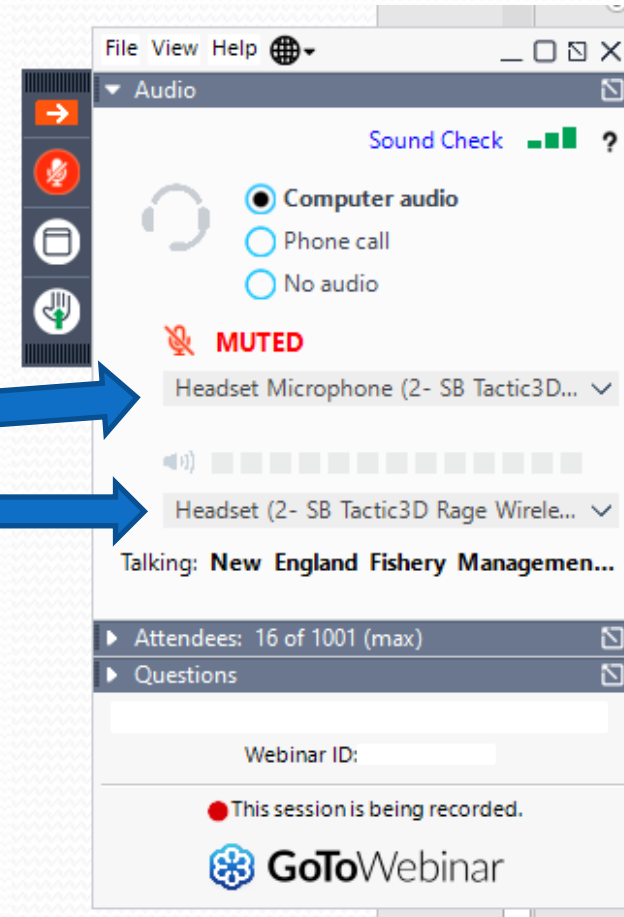 File View Help
Audio
Sound Check ?
Computer audio
Phone call
No audio
MUTED
Headset Microphone (2- SB Tactic3D...
Headset (2- SB Tactic3D Rage Wirele...
Talking: New England Fishery Managemen...
Attendees: 16 of 1001 (max)
Questions
Webinar ID:
This session is being recorded.
GoToWebinar